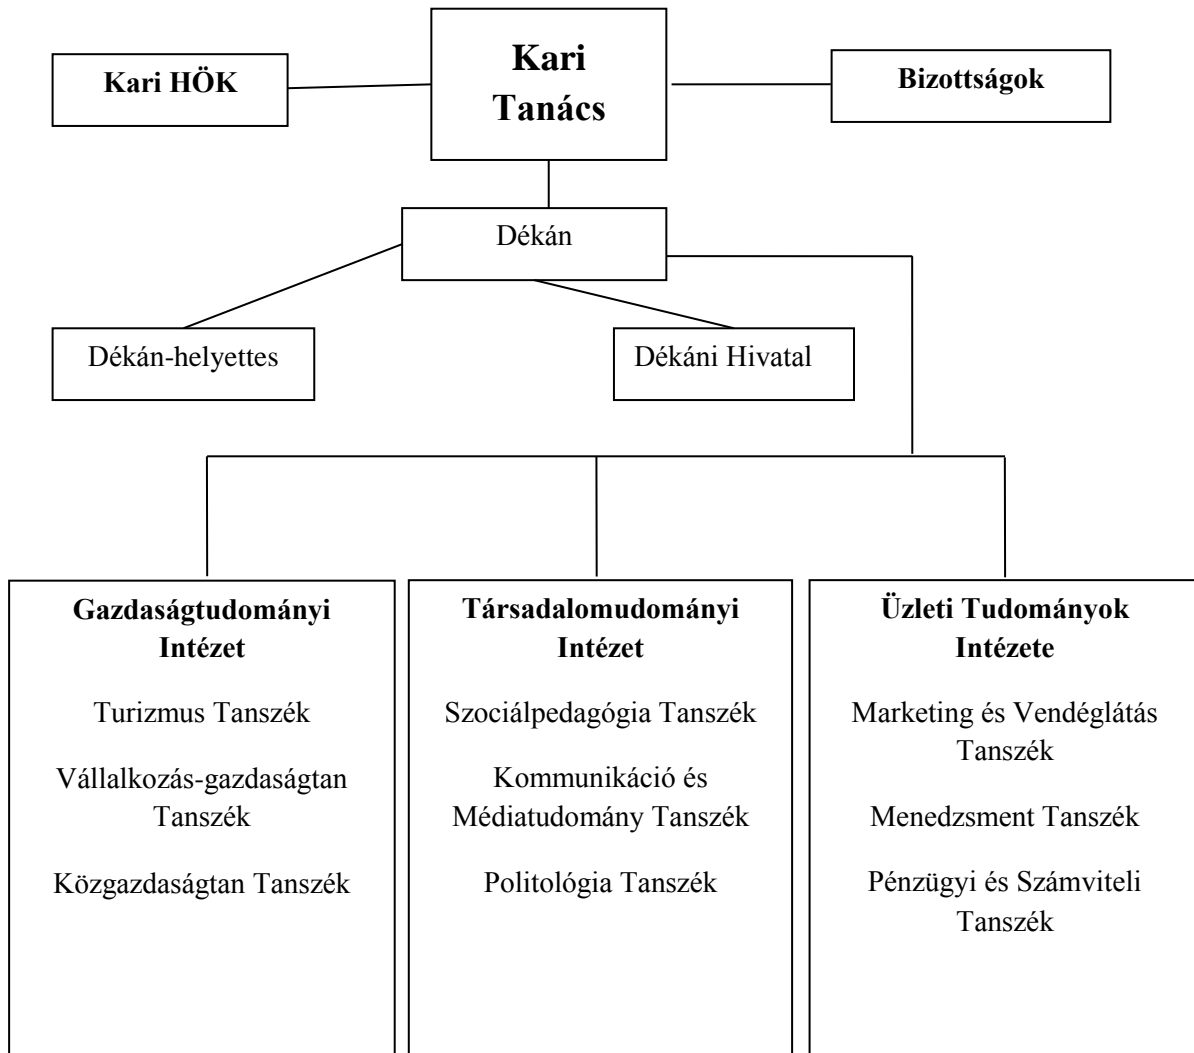 Kari HÖK
Kari
Tanács
Bizottságok
Dékán
Dékán-helyettes
Dékáni Hivatal
Gazdaságtudományi
Intézet
Turizmus Tanszék
Vállalkozás-gazdaságtan
Tanszék
Közgazdaságtan Tanszék
Társadalomudományi
Intézet
Szociálpedagógia Tanszék
Kommunikáció és
Médiatudomány Tanszék
Politológia Tanszék
Üzleti Tudományok
Intézete
Marketing és Vendéglátás
Tanszék
Menedzsment Tanszék
Pénzügyi és Számviteli
Tanszék